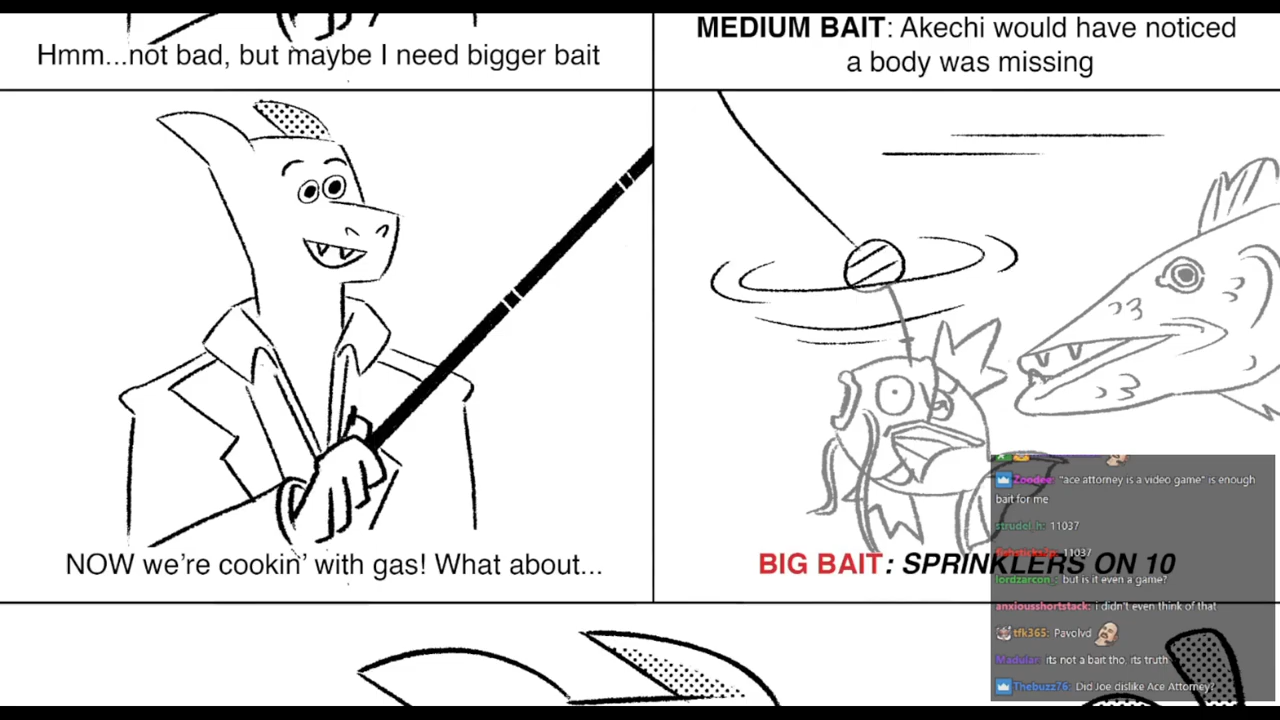 Hmm...not bad, but maybe I need bigger bait
MEDIUM BAIT: Akechi would have noticed
a body was missing
NOW we're cookin' with gas! What about...
BIG BAIT: SPRINKLERS ON 10
Zoodee: "ace attorney is a video game" is enough
bait for me
strudel_h: 11037
11037
lordzarcon_: but is it even a game?
anxiousshortstack: i didn't even think of that
tfk365: Pavolvd
Madular: its not a bait tho. its truth
Thebuzz76: Did Joe dislike Ace Attorney?